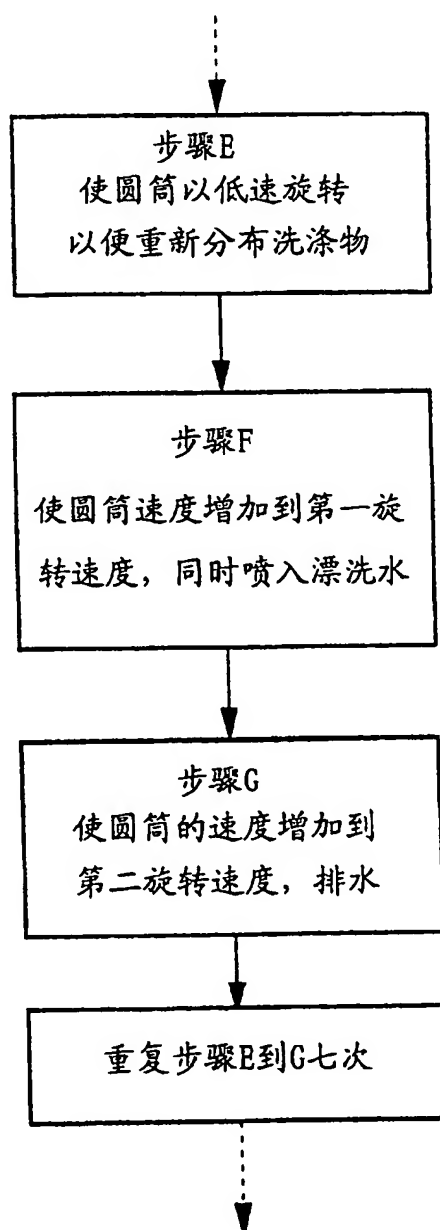 步骤E
使圆筒以低速旋转
以便重新分布洗涤物
步骤F
使圆筒速度增加到第一旋
转速度，同时喷入漂洗水
步骤G
使圆筒的速度增加到
第二旋转速度，排水
重复步骤E到G七次